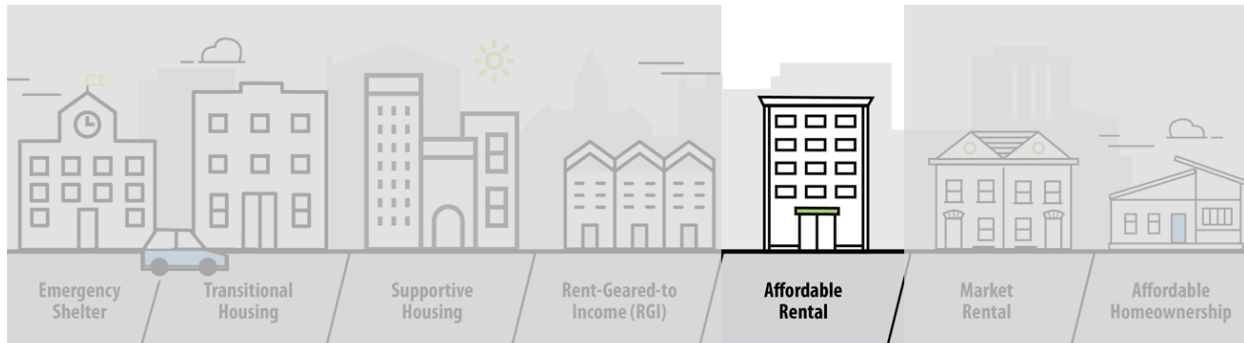 Emergency
Shelter
Transitional
Housing
Supportive
Housing
Rent-Geared-to
Income (RGI)
Affordable
Rental
Market
Rental
Affordable
Homeownership